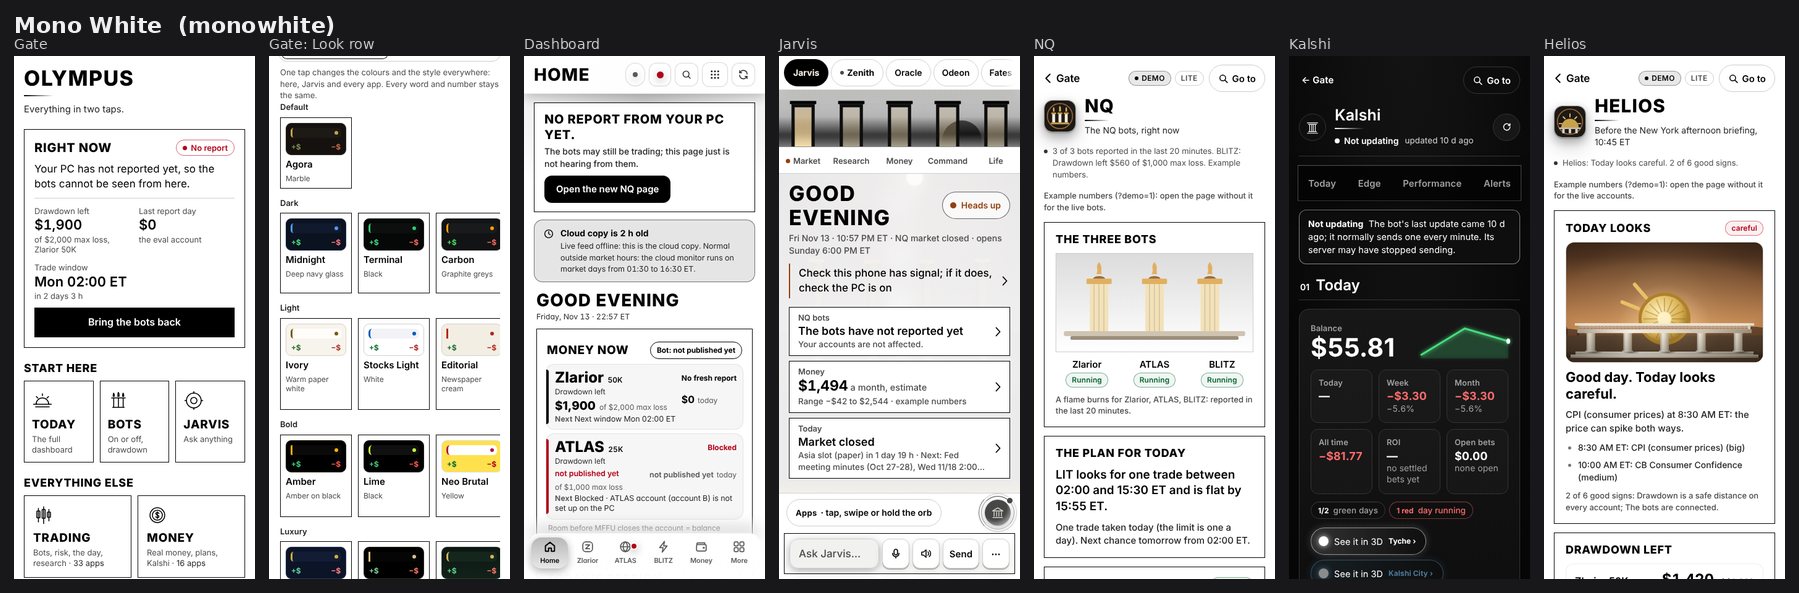 Mono White (monowhite)
Gate
OLYMPUS
Everything in two taps.
RIGHT NOW
No report
Your PC has not reported yet, so the
bots cannot be seen from here.
Drawdown left
Last report day
$1,900
$0
of $2,000 max loss,
Zlarior 50K
the eval account
Trade window
Mon 02:00 ET
in 2 days 3 h
Bring the bots back
START HERE
TODAY
The full
dashboard
BOTS
On or off,
drawdown
JARVIS
Ask anything
EVERYTHING ELSE
TRADING
Bots, risk, the day,
research · 33 apps
MONEY
Real money, plans,
Kalshi · 16 apps
Gate: Look row
One tap changes the colours and the style everywhere:
here, Jarvis and every app. Every word and number stays
the same.
Default
Agora
Marble
Dark
+$ -$
+$ -$
+$ -$
Midnight
Deep navy glass
Terminal
Black
Carbon
Graphite greys
Light
+$ -$
+$ -$
+$ -$
Ivory
Warm paper
white
Stocks Light
White
Editorial
Newspaper
cream
Bold
+$ -$
+$ -$
+$ -$
Amber
Amber on black
Lime
Black
Neo Brutal
Yellow
Luxury
+$ -$
+$ -$
+$ -$
Dashboard
HOME
NO REPORT FROM YOUR PC
YET.
The bots may still be trading; this page just is
not hearing from them.
Open the new NQ page
Cloud copy is 2 h old
Live feed offline: this is the cloud copy. Normal
outside market hours: the cloud monitor runs on
market days from 01:30 to 16:30 ET.
GOOD EVENING
Friday, Nov 13 · 22:57 ET
MONEY NOW
Bot: not published yet
Zlarior 50K
No fresh report
Drawdown left
$1,900 of $2,000 max loss
$0 today
Next Next window Mon 02:00 ET
ATLAS 25K
Blocked
Drawdown left
not published yet
not published yet today
of $1,000 max loss
Next Blocked · ATLAS account (account B) is not
set up on the PC
Room before MFFU closes the account = balance
Home
Zlarior
ATLAS
BLITZ
Money
More
Jarvis
Jarvis
Zenith
Oracle
Odeon
Fates
Market
Research
Money
Command
Life
GOOD
EVENING
Heads up
Fri Nov 13 · 10:57 PM ET · NQ market closed · opens
Sunday 6:00 PM ET
Check this phone has signal; if it does,
check the PC is on
NQ bots
The bots have not reported yet
Your accounts are not affected.
Money
$1,494 a month, estimate
Range −$42 to $2,544 · example numbers
Today
Market closed
Asia slot (paper) in 1 day 19 h · Next: Fed
meeting minutes (Oct 27-28), Wed 11/18 2:00...
Apps · tap, swipe or hold the orb
Ask Jarvis...
Send
NQ
Gate
DEMO
LITE
Go to
NQ
The NQ bots, right now
3 of 3 bots reported in the last 20 minutes. BLITZ:
Drawdown left $560 of $1,000 max loss. Example
numbers.
Example numbers (?demo=1): open the page without it
for the live bots.
THE THREE BOTS
Zlarior
ATLAS
BLITZ
Running
Running
Running
A flame burns for Zlarior, ATLAS, BLITZ: reported in
the last 20 minutes.
THE PLAN FOR TODAY
LIT looks for one trade between
02:00 and 15:30 ET and is flat by
15:55 ET.
One trade taken today (the limit is one a
day). Next chance tomorrow from 02:00 ET.
Kalshi
Gate
Go to
Kalshi
Not updating updated 10 d ago
Today
Edge
Performance
Alerts
Not updating The bot's last update came 10 d
ago; it normally sends one every minute. Its
server may have stopped sending.
01 Today
Balance
$55.81
Today
—
Week
−$3.30
−5.6%
Month
−$3.30
−5.6%
All time
−$81.77
ROI
—
no settled
bets yet
Open bets
$0.00
none open
1/2 green days
1 red day running
See it in 3D Tyche ›
See it in 3D Kalshi City ›
Helios
Gate
DEMO
LITE
Go to
HELIOS
Before the New York afternoon briefing,
10:45 ET
Helios: Today looks careful. 2 of 6 good signs.
Example numbers (?demo=1): open the page without it
for the live accounts.
TODAY LOOKS
careful
Good day. Today looks
careful.
CPI (consumer prices) at 8:30 AM ET: the
price can spike both ways.
8:30 AM ET: CPI (consumer prices) (big)
10:00 AM ET: CB Consumer Confidence
(medium)
2 of 6 good signs: Drawdown is a safe distance on
every account; The bots are connected.
DRAWDOWN LEFT